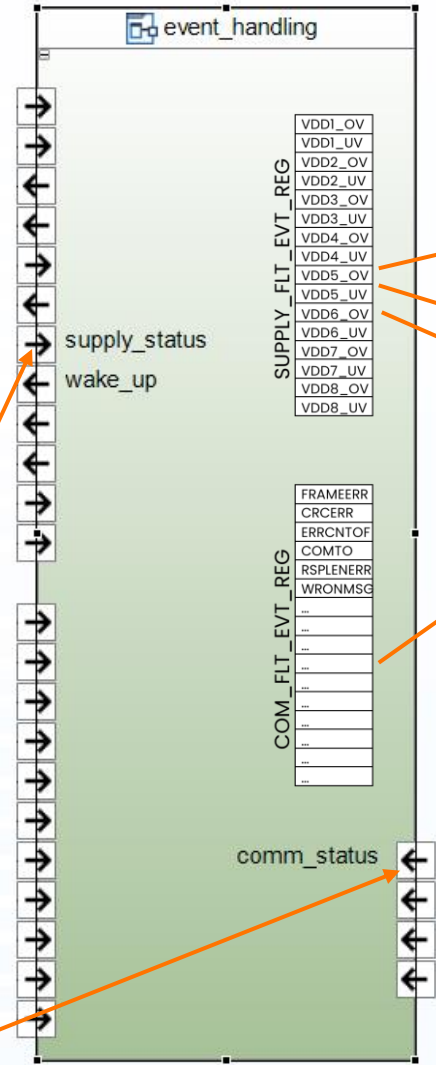 event_handling
supply_status
wake_up
SUPPLY_FLT_EVT_REG
VDD1_OV
VDD1_UV
VDD2_OV
VDD2_UV
VDD3_OV
VDD3_UV
VDD4_OV
VDD4_UV
VDD5_OV
VDD5_UV
VDD6_OV
VDD6_UV
VDD7_OV
VDD7_UV
VDD8_OV
VDD8_UV
COM_FLT_EVT_REG
FRAMEERR
CRCERR
ERRCNTOF
COMTO
RSPLENERR
WRONMSG
...
...
...
...
...
...
...
...
...
...
comm_status